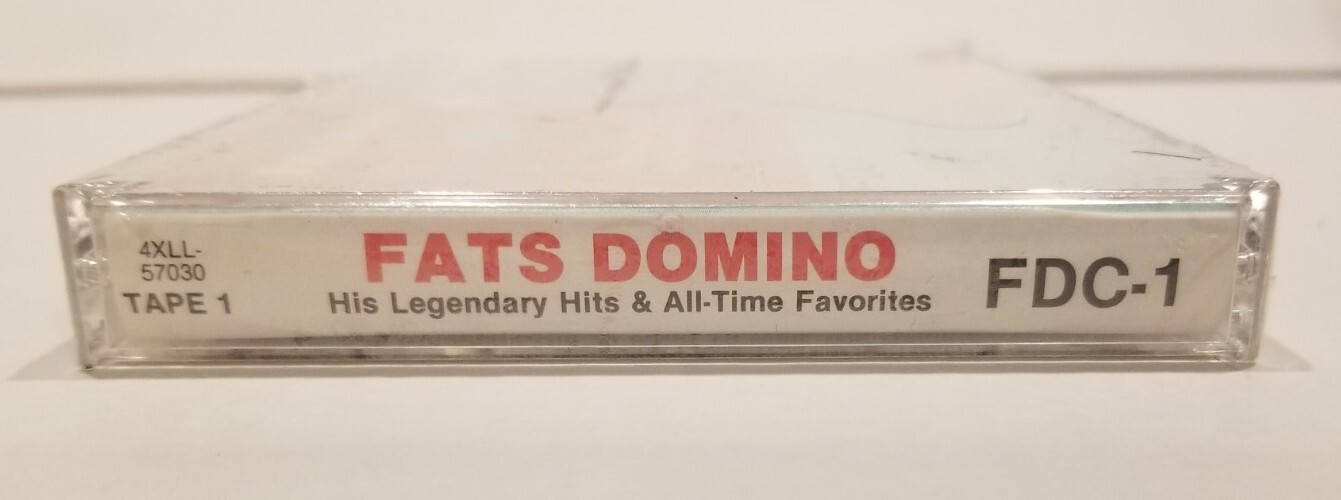 4XLL-
57030
TAPE 1
FATS DOMINO
His Legendary Hits & All-Time Favorites
FDC-1